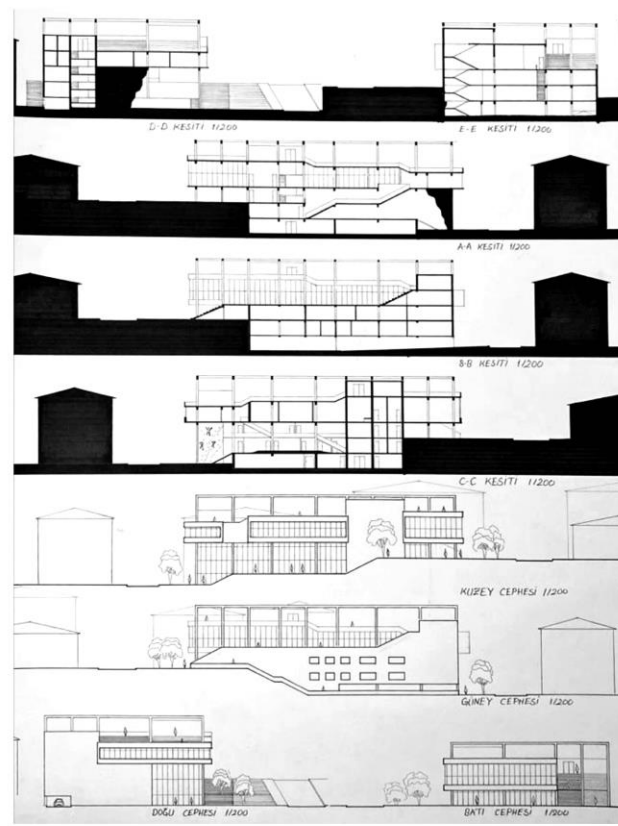 D-D KESİTİ 1/200
E-E KESİTİ 1/200
A-A KESİTİ 1/200
B-B KESİTİ 1/200
C-C KESİTİ 1/200
KUZEY CEPHESİ 1/200
GÜNEY CEPHESİ 1/200
DOĞU CEPHESİ 1/200
BATI CEPHESİ 1/200